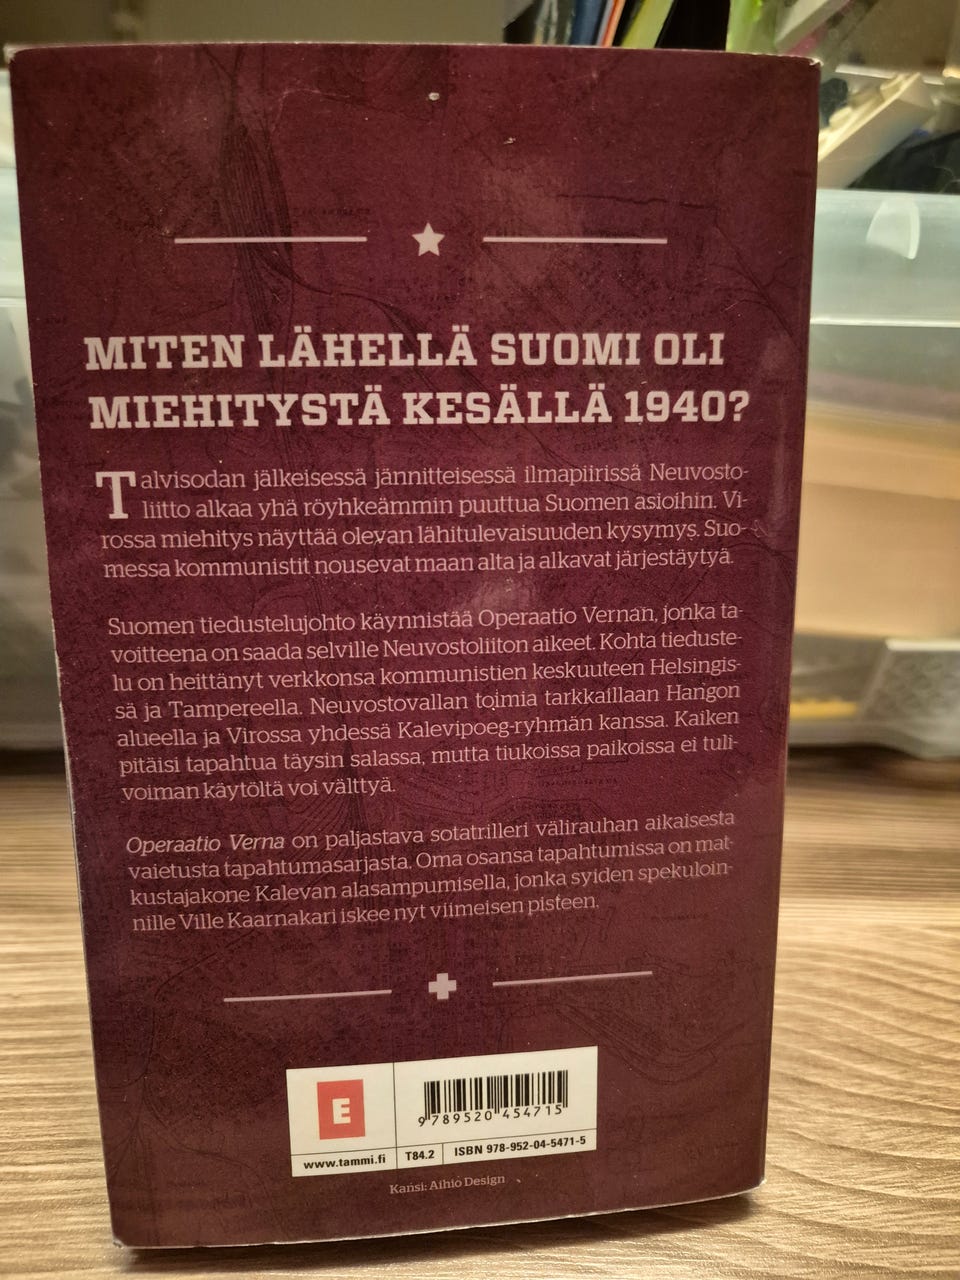 MITEN LÄHELLÄ SUOMI OLI
MIEHITYSTÄ KESÄLLÄ 1940?
Talvisodan jälkeisessä jännitteisessä ilmapiirissä Neuvosto-
liitto alkaa yhä röyhkeämmin puuttua Suomen asioihin. Vi-
rossa miehitys näyttää olevan lähitulevaisuuden kysymys. Suo-
messa kommunistit nousevat maan alta ja alkavat järjestäytyä.
Suomen tiedustelujohto käynnistää Operaatio Vernan, jonka ta-
voitteena on saada selville Neuvostoliiton aikeet. Kohta tieduste-
lu on heittänyt verkkonsa kommunistien keskuuteen Helsingis-
sä ja Tampereella. Neuvostovallan toimia tarkkaillaan Hangon
alueella ja Virossa yhdessä Kalevipoeg-ryhmän kanssa. Kaiken
pitäisi tapahtua täysin salassa, mutta tiukoissa paikoissa ei tuli-
voiman käytöltä voi välttyä.
Operaatio Verna on paljastava sotatrilleri välirauhan aikaisesta
vaietusta tapahtumasarjasta. Oma osansa tapahtumissa on mat-
kustajakone Kalevan alasampumisella, jonka syiden spekuloin-
nille Ville Kaarnakari iskee nyt viimeisen pisteen.
E
9 789520 454715
www.tammi.fi
T84.2
ISBN 978-952-04-5471-5
Kansi: Aihio Design